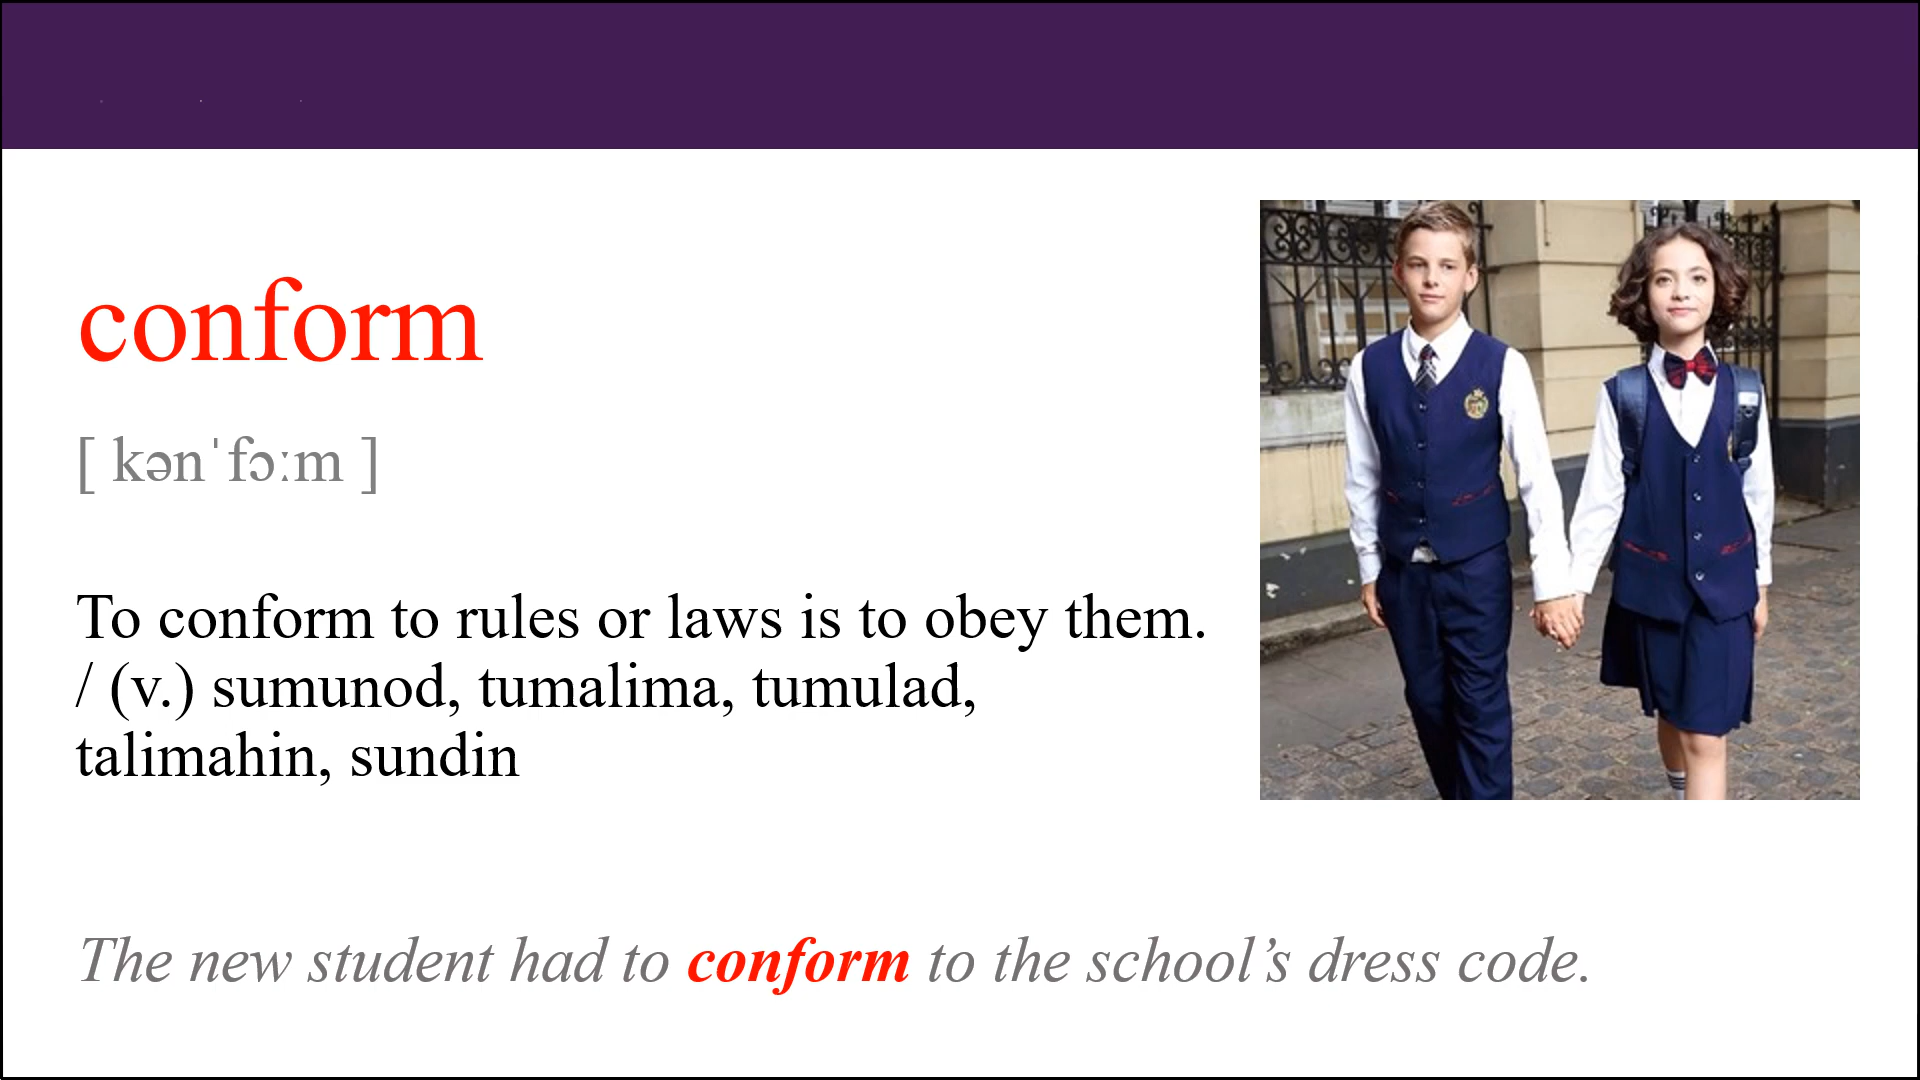 conform
[ kənˈfɔːm ]
To conform to rules or laws is to obey them.
/ (v.) sumunod, tumalima, tumulad,
talimahin, sundin
The new student had to conform to the school’s dress code.